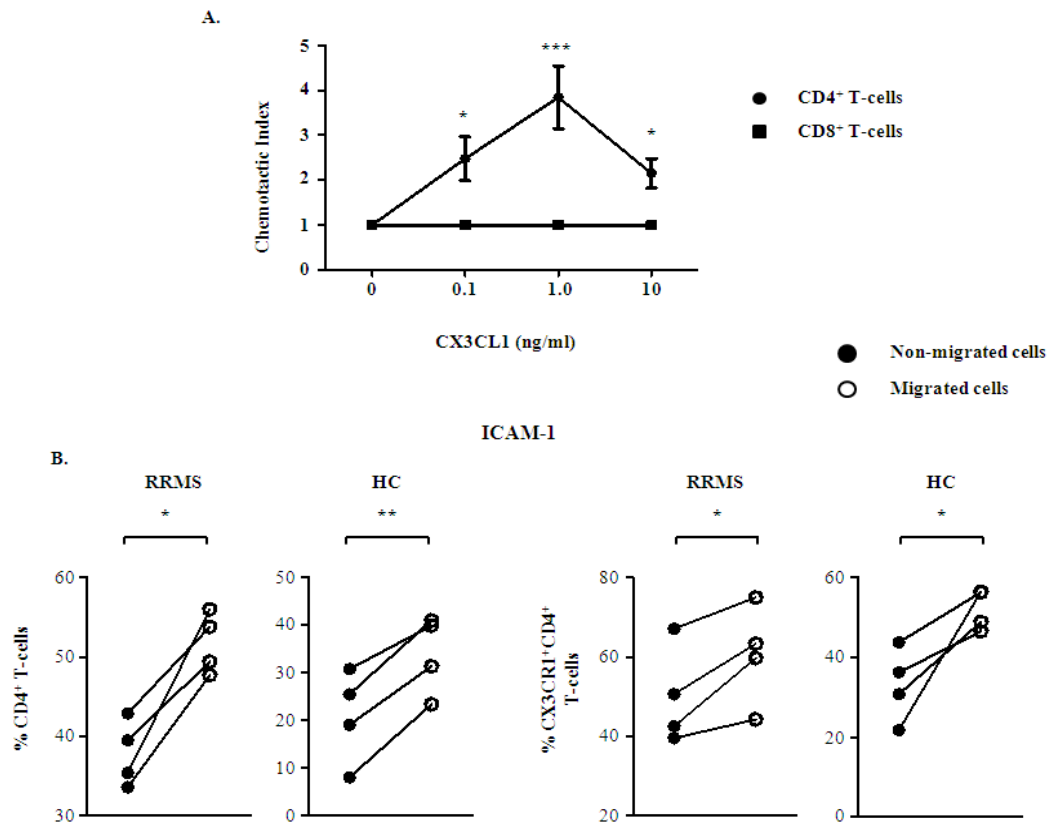 A.
***
*
*
5
4
3
2
1
0
Chemotactic Index
0 0.1 1.0 10
CX3CL1 (ng/ml)
CD4⁺ T-cells
CD8⁺ T-cells
Non-migrated cells
Migrated cells
ICAM-1
B.
RRMS
*
60
50
40
30
% CD4⁺ T-cells
HC
**
50
40
30
20
10
0
RRMS
*
80
60
40
20
% CX3CR1⁺CD4⁺
T-cells
HC
*
60
40
20
0